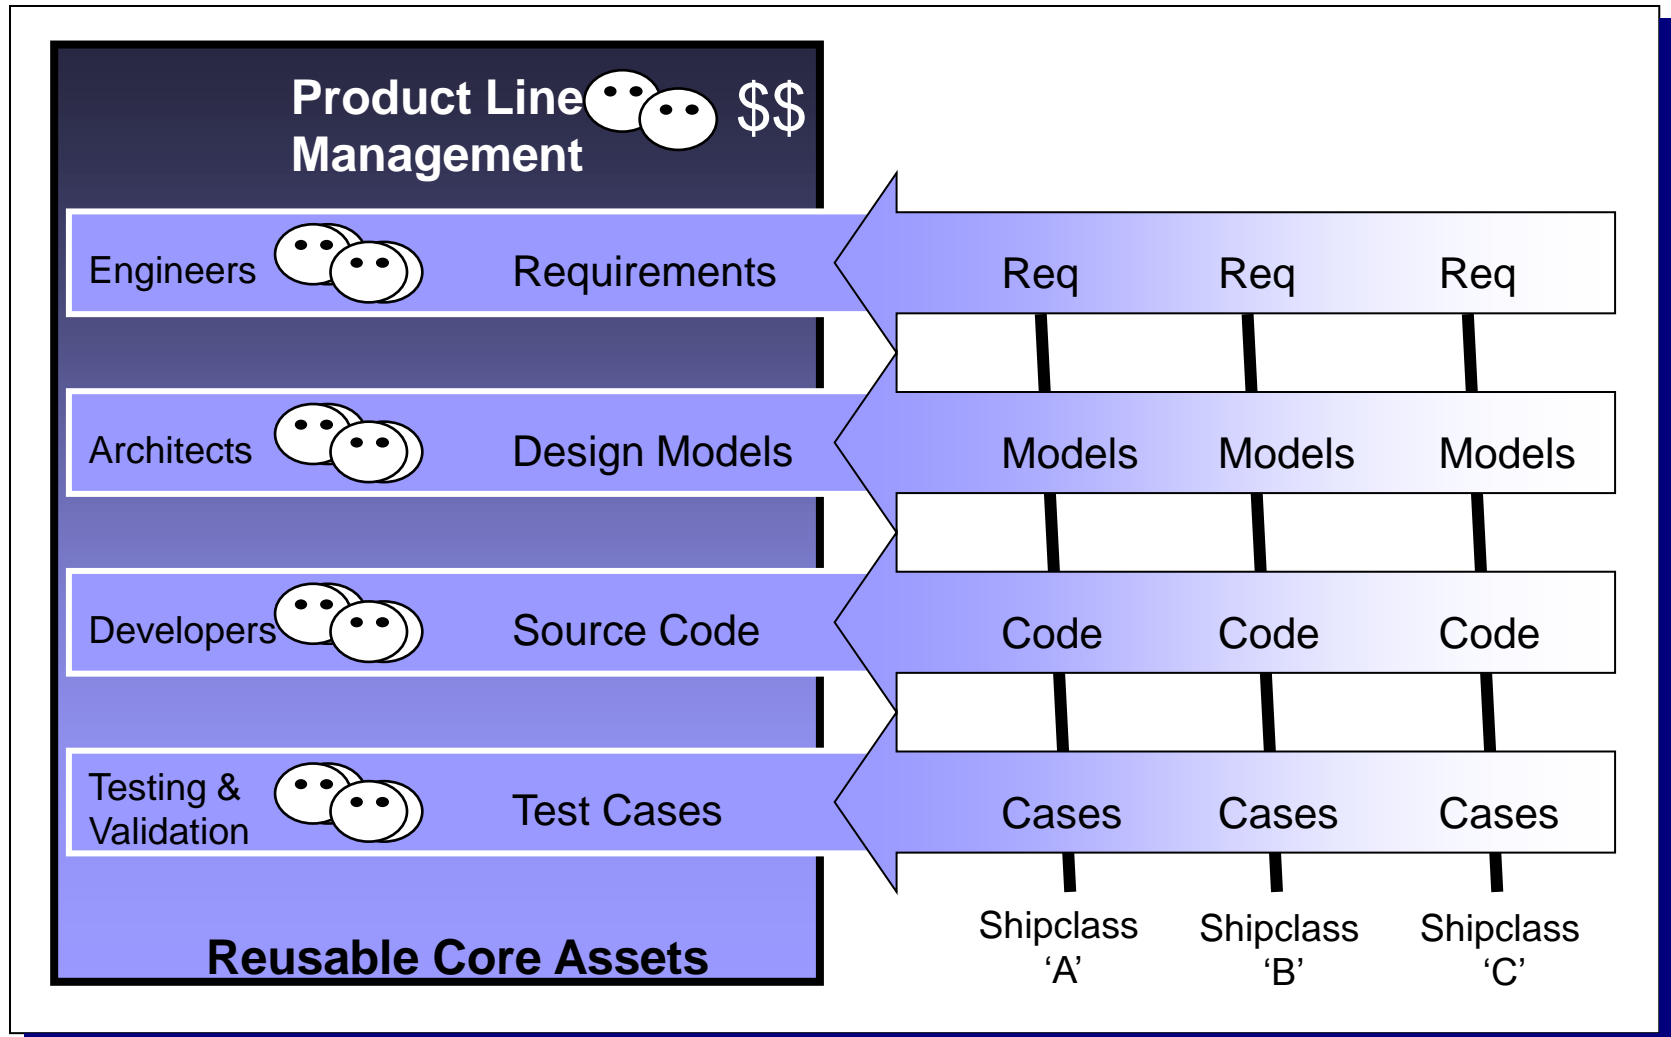 Product Line $$
Management
Engineers Requirements Req Req Req
Architects Design Models Models Models Models
Developers Source Code Code Code Code
Testing &
Validation Test Cases Cases Cases Cases
Reusable Core Assets
Shipclass Shipclass Shipclass
‘A’ ‘B’ ‘C’